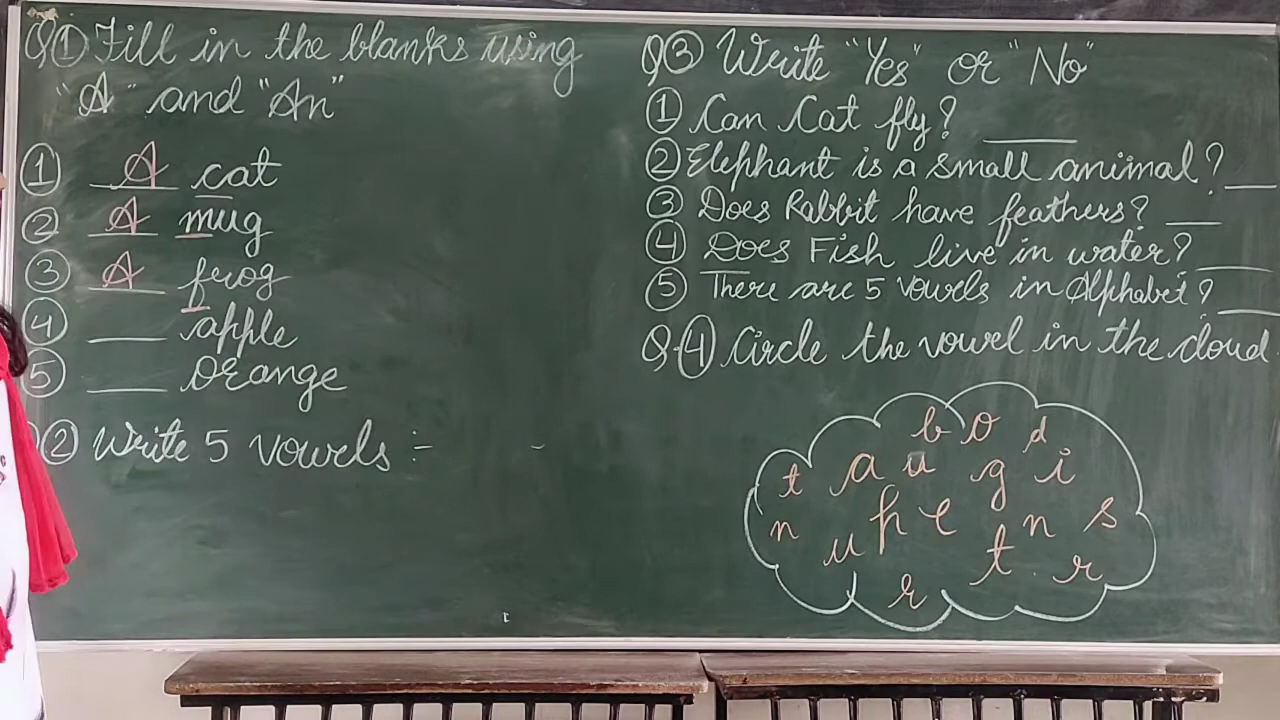 Q① Fill in the blanks using
"A" and "An"
① A cat
② A mug
③ A frog
④ ___ apple
⑤ ___ orange
② Write 5 vowels :-
Q③ Write "Yes" or "No"
① Can Cat fly? ___
② Elephant is a small animal? ___
③ Does Rabbit have feathers? ___
④ Does Fish live in water? ___
⑤ There are 5 vowels in Alphabet? ___
Q.④ Circle the vowel in the cloud
b o d
t a u g i
n u h e n s
t r
r